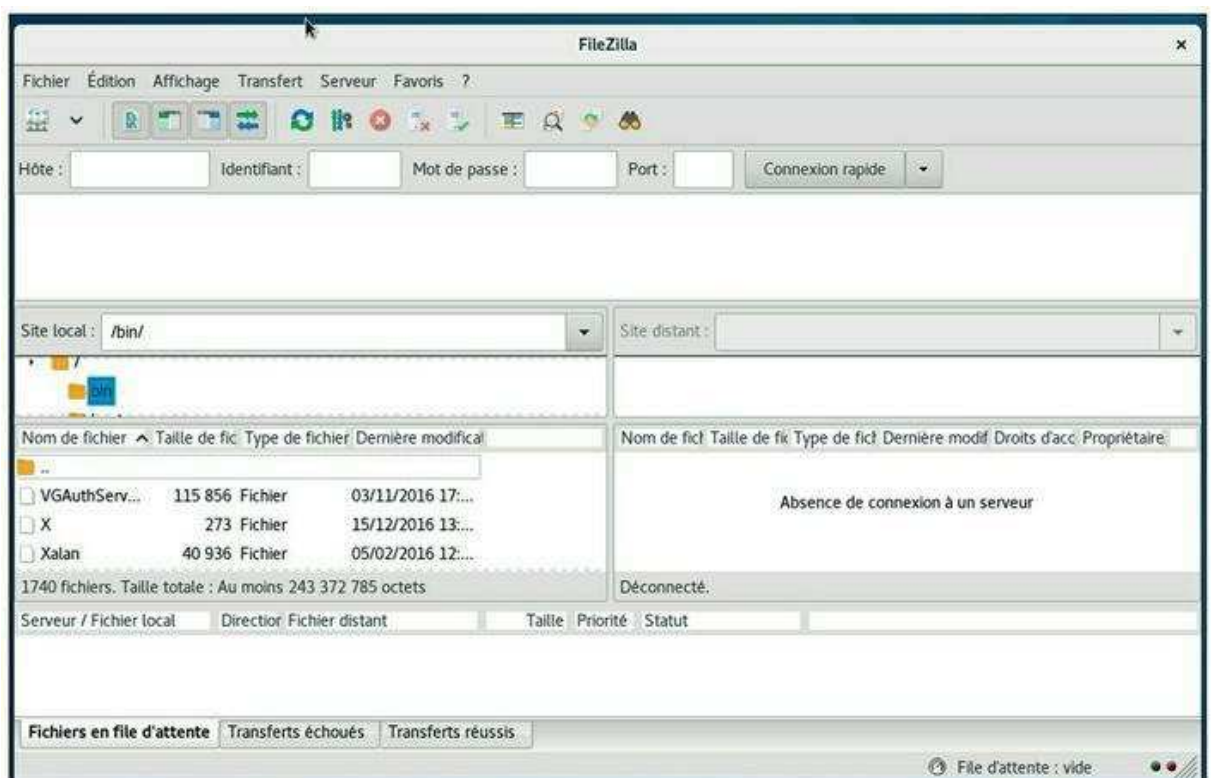 FileZilla
Fichier Édition Affichage Transfert Serveur Favoris ?
Hôte : Identifiant : Mot de passe : Port : Connexion rapide
Site local : /bin/ Site distant :
/
bin
Nom de fichier Taille de fic Type de fichier Dernière modifica
..
VGAuthServ... 115 856 Fichier 03/11/2016 17:...
X 273 Fichier 15/12/2016 13:...
Xalan 40 936 Fichier 05/02/2016 12:...
1740 fichiers. Taille totale : Au moins 243 372 785 octets
Nom de fich Taille de fic Type de fich Dernière modif Droits d'acc Propriétaire
Absence de connexion à un serveur
Déconnecté.
Serveur / Fichier local Direction Fichier distant Taille Priorité Statut
Fichiers en file d'attente Transferts échoués Transferts réussis
File d'attente : vide